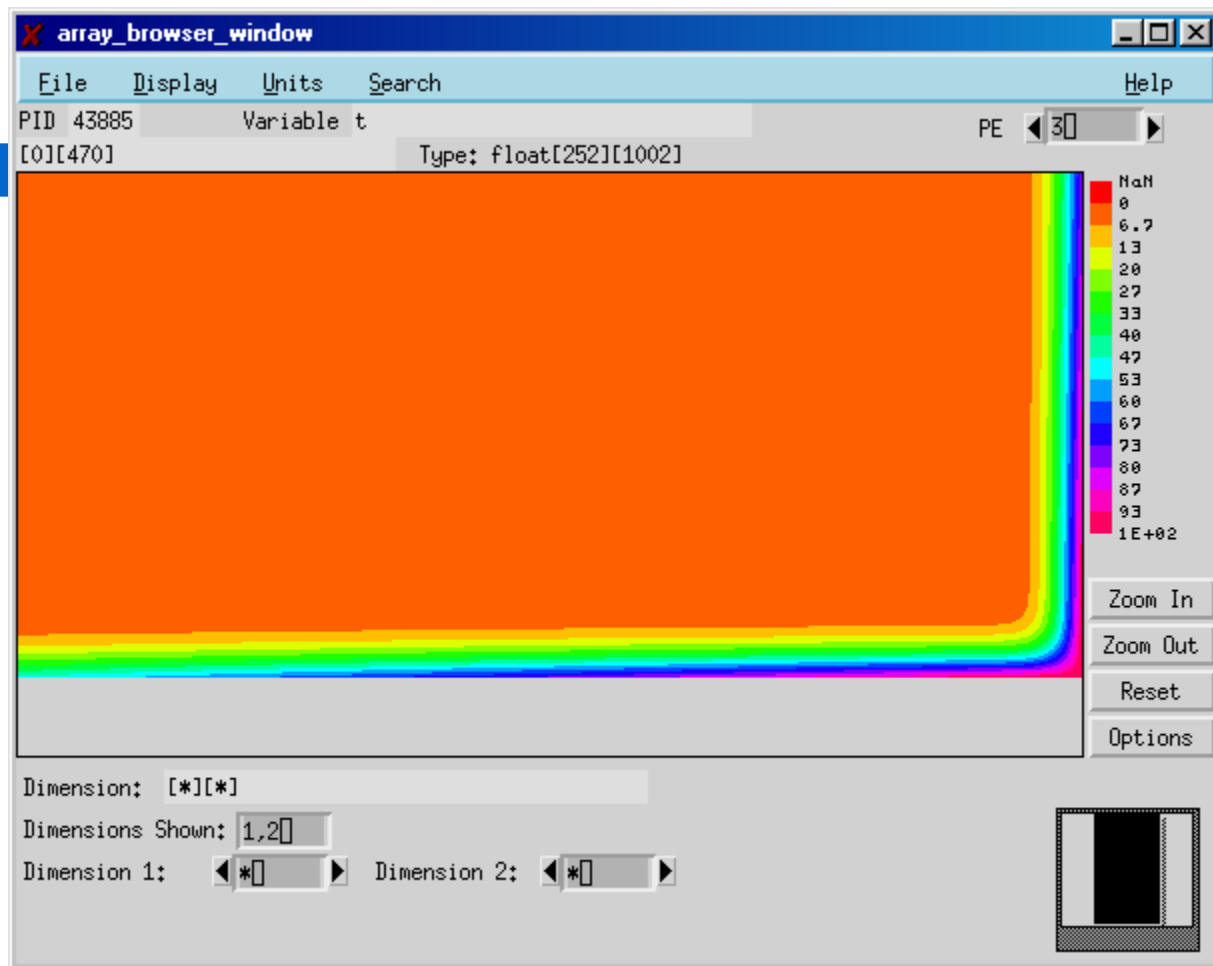 array_browser_window
File Display Units Search Help
PID 43885 Variable t PE 3
[0][470] Type: float[252][1002]
NaN
0
6.7
13
20
27
33
40
47
53
60
67
73
80
87
93
1E+02
Zoom In
Zoom Out
Reset
Options
Dimension: [*][*]
Dimensions Shown: 1,2
Dimension 1: * Dimension 2: *